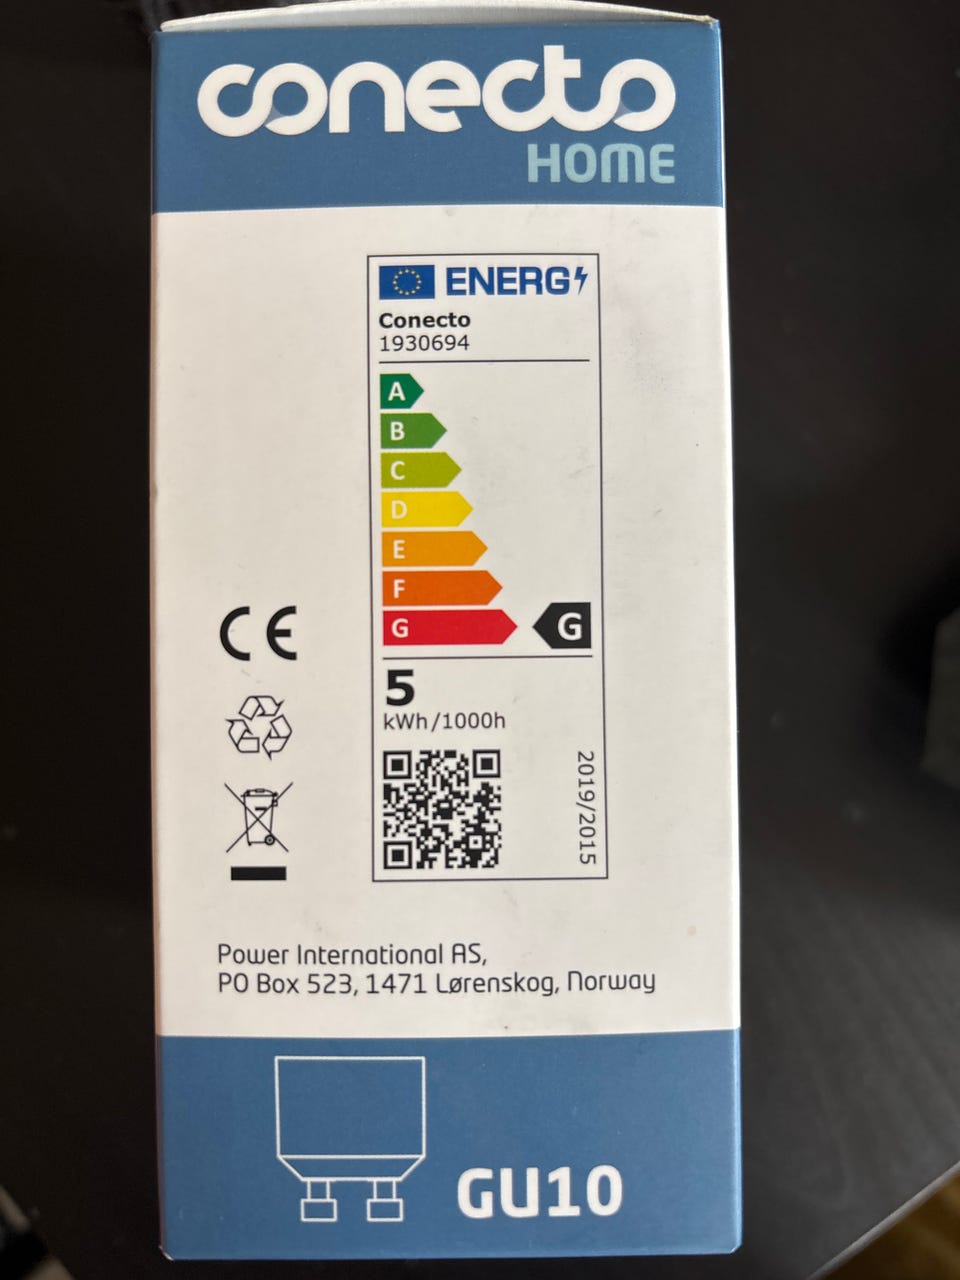 conecto
HOME
ENERG
Conecto
1930694
A
B
C
D
E
F
G
G
5
kWh/1000h
2019/2015
CE
Power International AS,
PO Box 523, 1471 Lørenskog, Norway
GU10